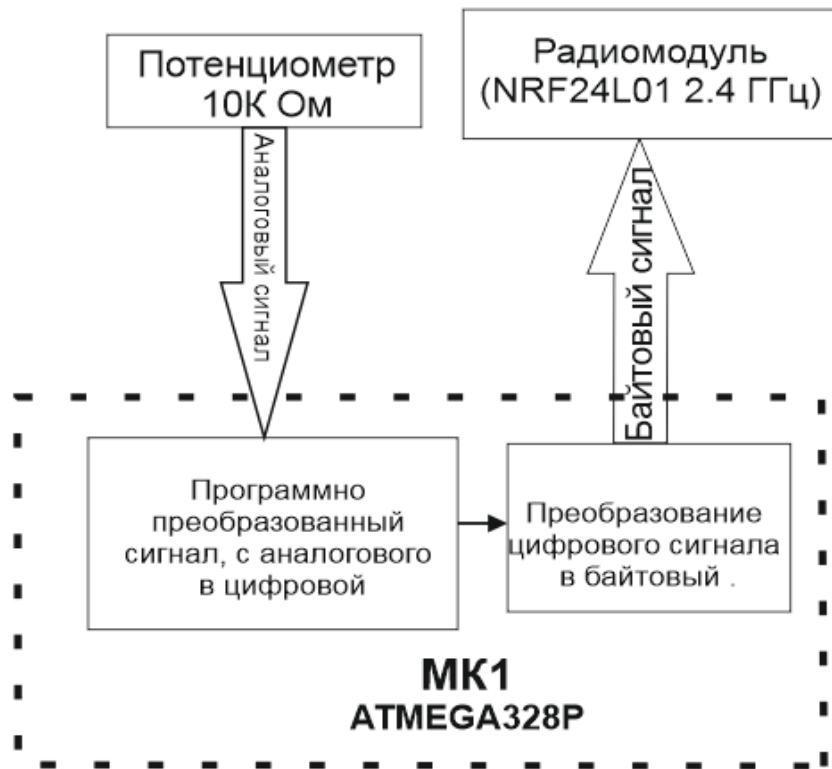 Потенциометр
10К Ом
Радиомодуль
(NRF24L01 2.4 ГГц)
Аналоговый сигнал
Байтовый сигнал
Программно
преобразованный
сигнал, с аналогового
в цифровой
Преобразование
цифрового сигнала
в байтовый .
МК1
ATMEGA328P